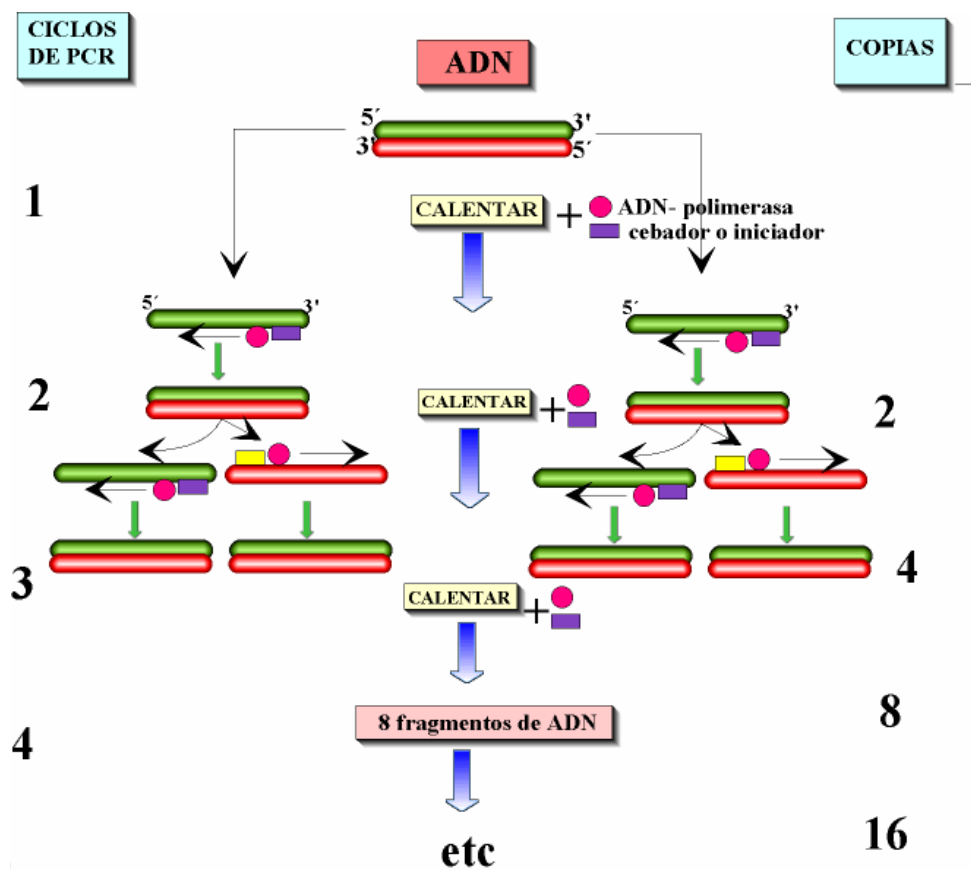 CICLOS
DE PCR
ADN
COPIAS
5´ 3'
3' 5´
1
CALENTAR + ADN- polimerasa
cebador o iniciador
5´ 3'
5´ 3'
2
CALENTAR +
2
3
CALENTAR +
4
8 fragmentos de ADN
8
4
etc
16